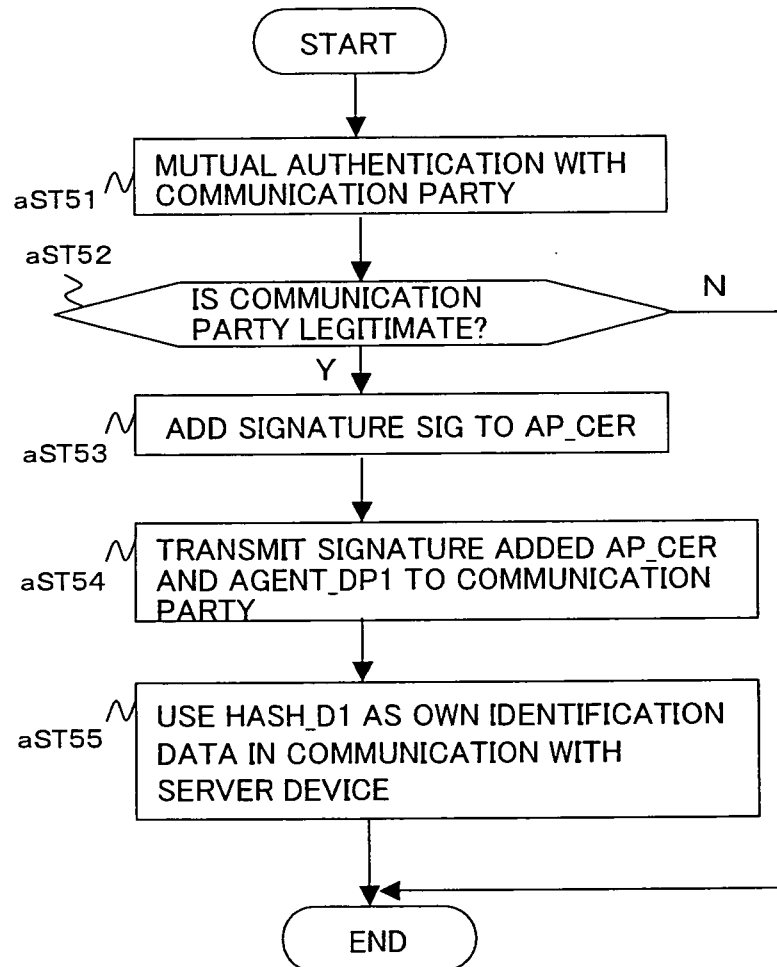 START
MUTUAL AUTHENTICATION WITH
COMMUNICATION PARTY
aST51
aST52
IS COMMUNICATION
PARTY LEGITIMATE?
N
Y
ADD SIGNATURE SIG TO AP_CER
aST53
TRANSMIT SIGNATURE ADDED AP_CER
AND AGENT_DP1 TO COMMUNICATION
PARTY
aST54
USE HASH_D1 AS OWN IDENTIFICATION
DATA IN COMMUNICATION WITH
SERVER DEVICE
aST55
END